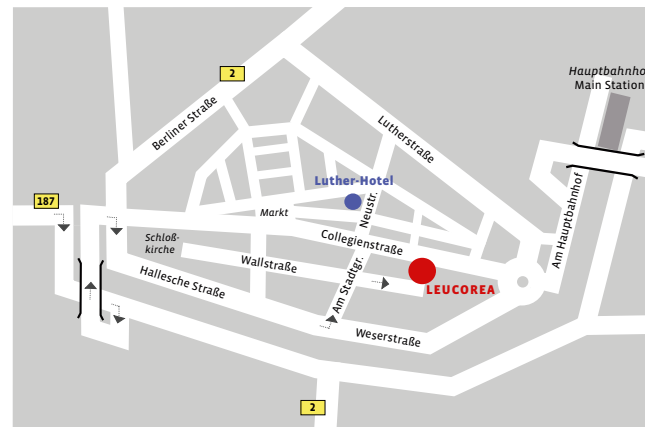 2
Hauptbahnho
Main Station
Berliner Straße
Lutherstraße
Luther-Hotel
187
Markt
Neustr.
Am Hauptbahnhof
Schloß-
kirche
Collegienstraße
Wallstraße
Hallesche Straße
Am Stadtgr.
LEUCOREA
Weserstraße
2